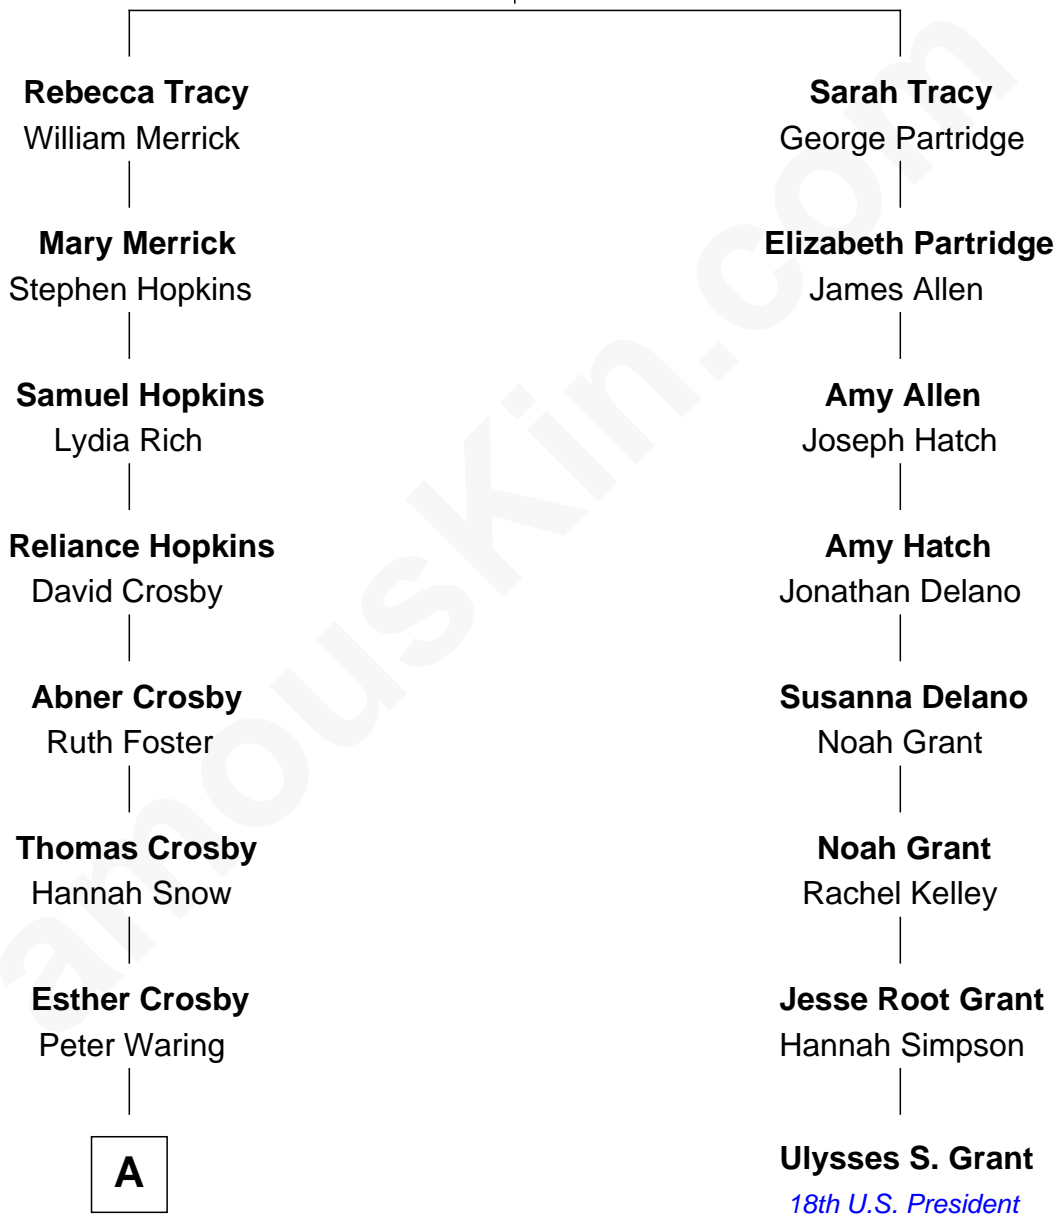 Rebecca Tracy
William Merrick
Sarah Tracy
George Partridge
Mary Merrick
Stephen Hopkins
Elizabeth Partridge
James Allen
Samuel Hopkins
Lydia Rich
Amy Allen
Joseph Hatch
Reliance Hopkins
David Crosby
Amy Hatch
Jonathan Delano
Abner Crosby
Ruth Foster
Susanna Delano
Noah Grant
Thomas Crosby
Hannah Snow
Noah Grant
Rachel Kelley
Esther Crosby
Peter Waring
Jesse Root Grant
Hannah Simpson
A
Ulysses S. Grant
18th U.S. President
amousKin.com